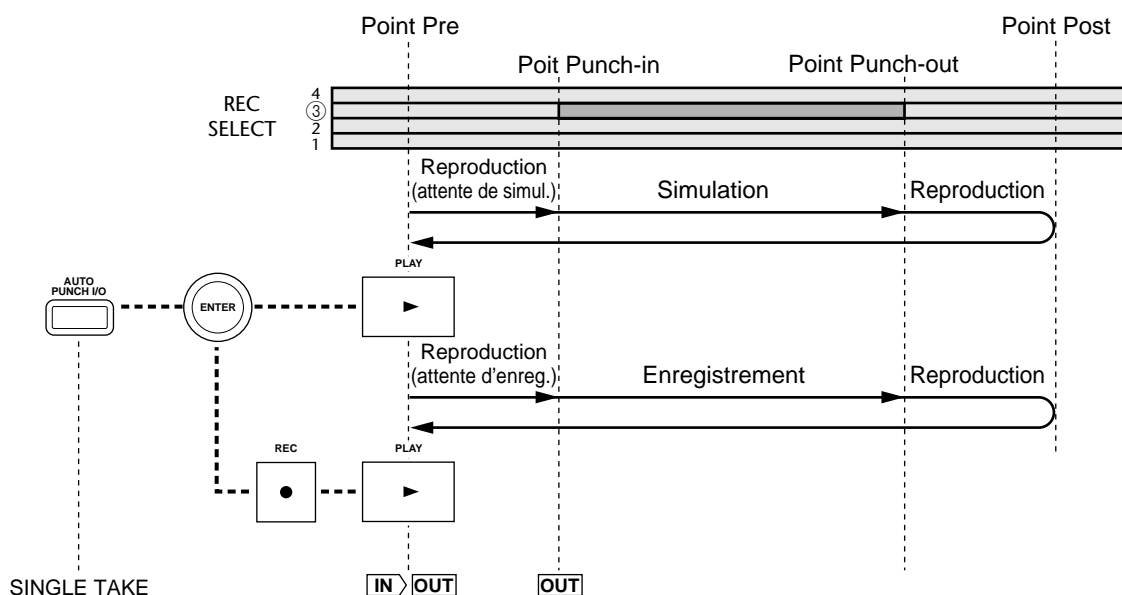 Point Pre
Point Post
Poit Punch-in
Point Punch-out
REC
SELECT
4
③
2
1
Reproduction
(attente de simul.)
Simulation
Reproduction
PLAY
AUTO
PUNCH I/O
ENTER
Reproduction
(attente d'enreg.)
Enregistrement
Reproduction
REC
PLAY
SINGLE TAKE
IN OUT
OUT